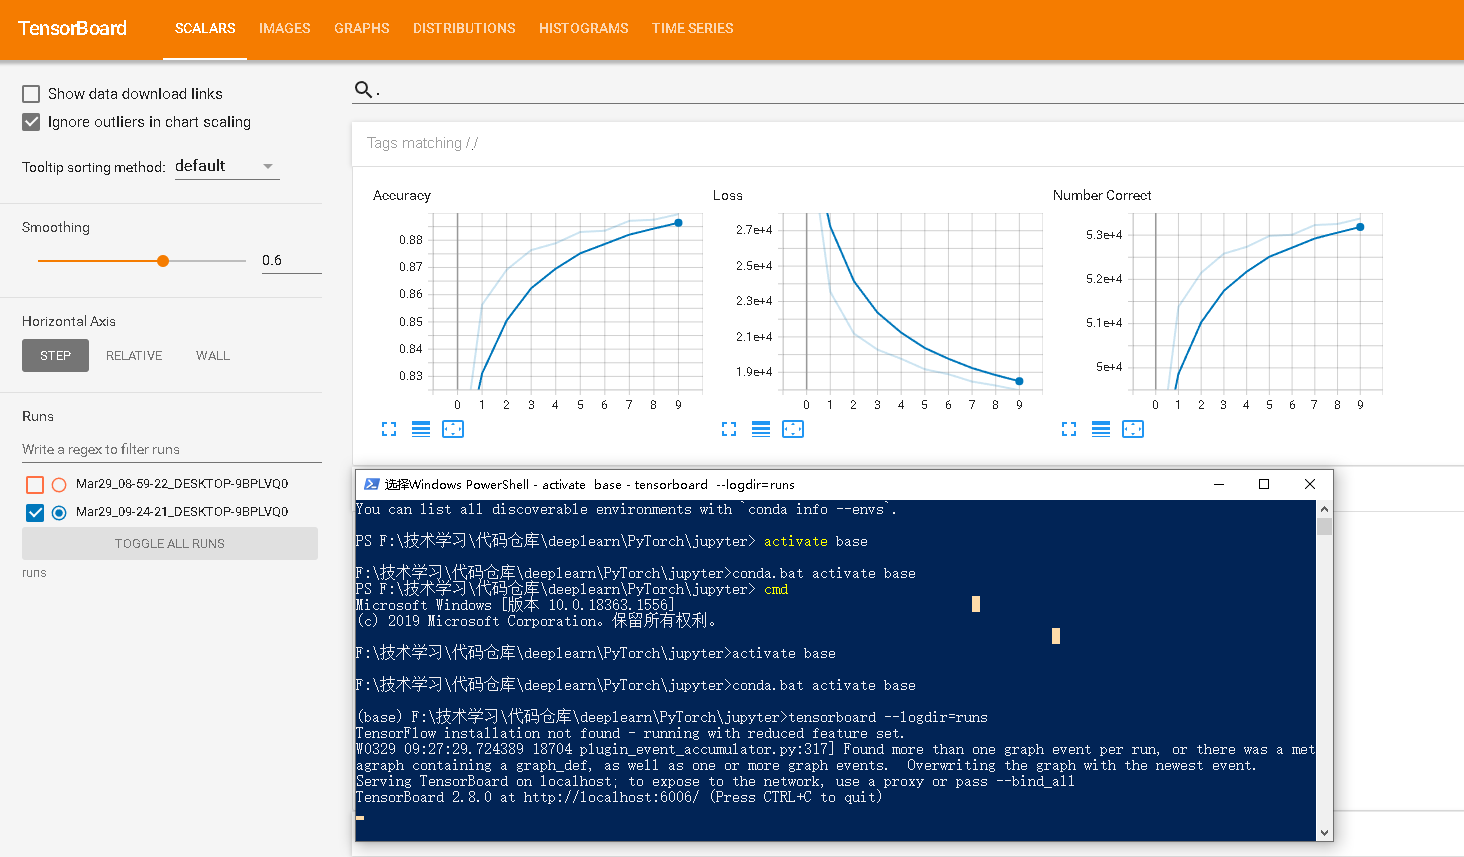 TensorBoard
SCALARS IMAGES GRAPHS DISTRIBUTIONS HISTOGRAMS TIME SERIES
Show data download links
Ignore outliers in chart scaling
Tooltip sorting method: default
Smoothing
0.6
Horizontal Axis
STEP RELATIVE WALL
Runs
Write a regex to filter runs
Mar29_08-59-22_DESKTOP-9BPLVQ0
Mar29_09-24-21_DESKTOP-9BPLVQ0
TOGGLE ALL RUNS
runs
.
Tags matching /./
Accuracy
0.88
0.87
0.86
0.85
0.84
0.83
0 1 2 3 4 5 6 7 8 9
Loss
2.7e+4
2.5e+4
2.3e+4
2.1e+4
1.9e+4
0 1 2 3 4 5 6 7 8 9
Number Correct
5.3e+4
5.2e+4
5.1e+4
5e+4
0 1 2 3 4 5 6 7 8 9
选择Windows PowerShell - activate base - tensorboard --logdir=runs
You can list all discoverable environments with `conda info --envs`.
PS F:\技术学习\代码仓库\deeplearn\PyTorch\jupyter> activate base
F:\技术学习\代码仓库\deeplearn\PyTorch\jupyter>conda.bat activate base
PS F:\技术学习\代码仓库\deeplearn\PyTorch\jupyter> cmd
Microsoft Windows [版本 10.0.18363.1556]
(c) 2019 Microsoft Corporation。保留所有权利。
F:\技术学习\代码仓库\deeplearn\PyTorch\jupyter>activate base
F:\技术学习\代码仓库\deeplearn\PyTorch\jupyter>conda.bat activate base
(base) F:\技术学习\代码仓库\deeplearn\PyTorch\jupyter>tensorboard --logdir=runs
TensorFlow installation not found - running with reduced feature set.
W0329 09:27:29.724389 18704 plugin_event_accumulator.py:317] Found more than one graph event per run, or there was a met
agraph containing a graph_def, as well as one or more graph events.  Overwriting the graph with the newest event.
Serving TensorBoard on localhost; to expose to the network, use a proxy or pass --bind_all
TensorBoard 2.8.0 at http://localhost:6006/ (Press CTRL+C to quit)